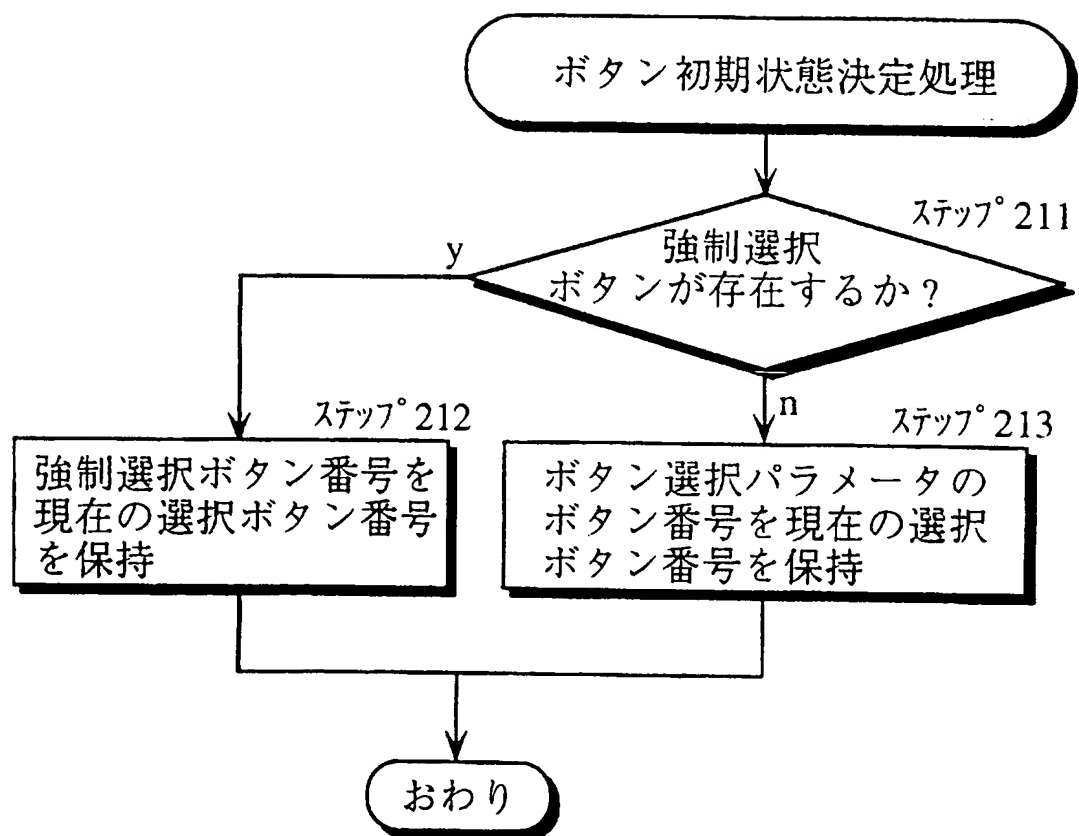 ボタン初期状態決定処理
ステップ211
強制選択
ボタンが存在するか?
y
n
ステップ212
強制選択ボタン番号を
現在の選択ボタン番号
を保持
ステップ213
ボタン選択パラメータの
ボタン番号を現在の選択
ボタン番号を保持
おわり